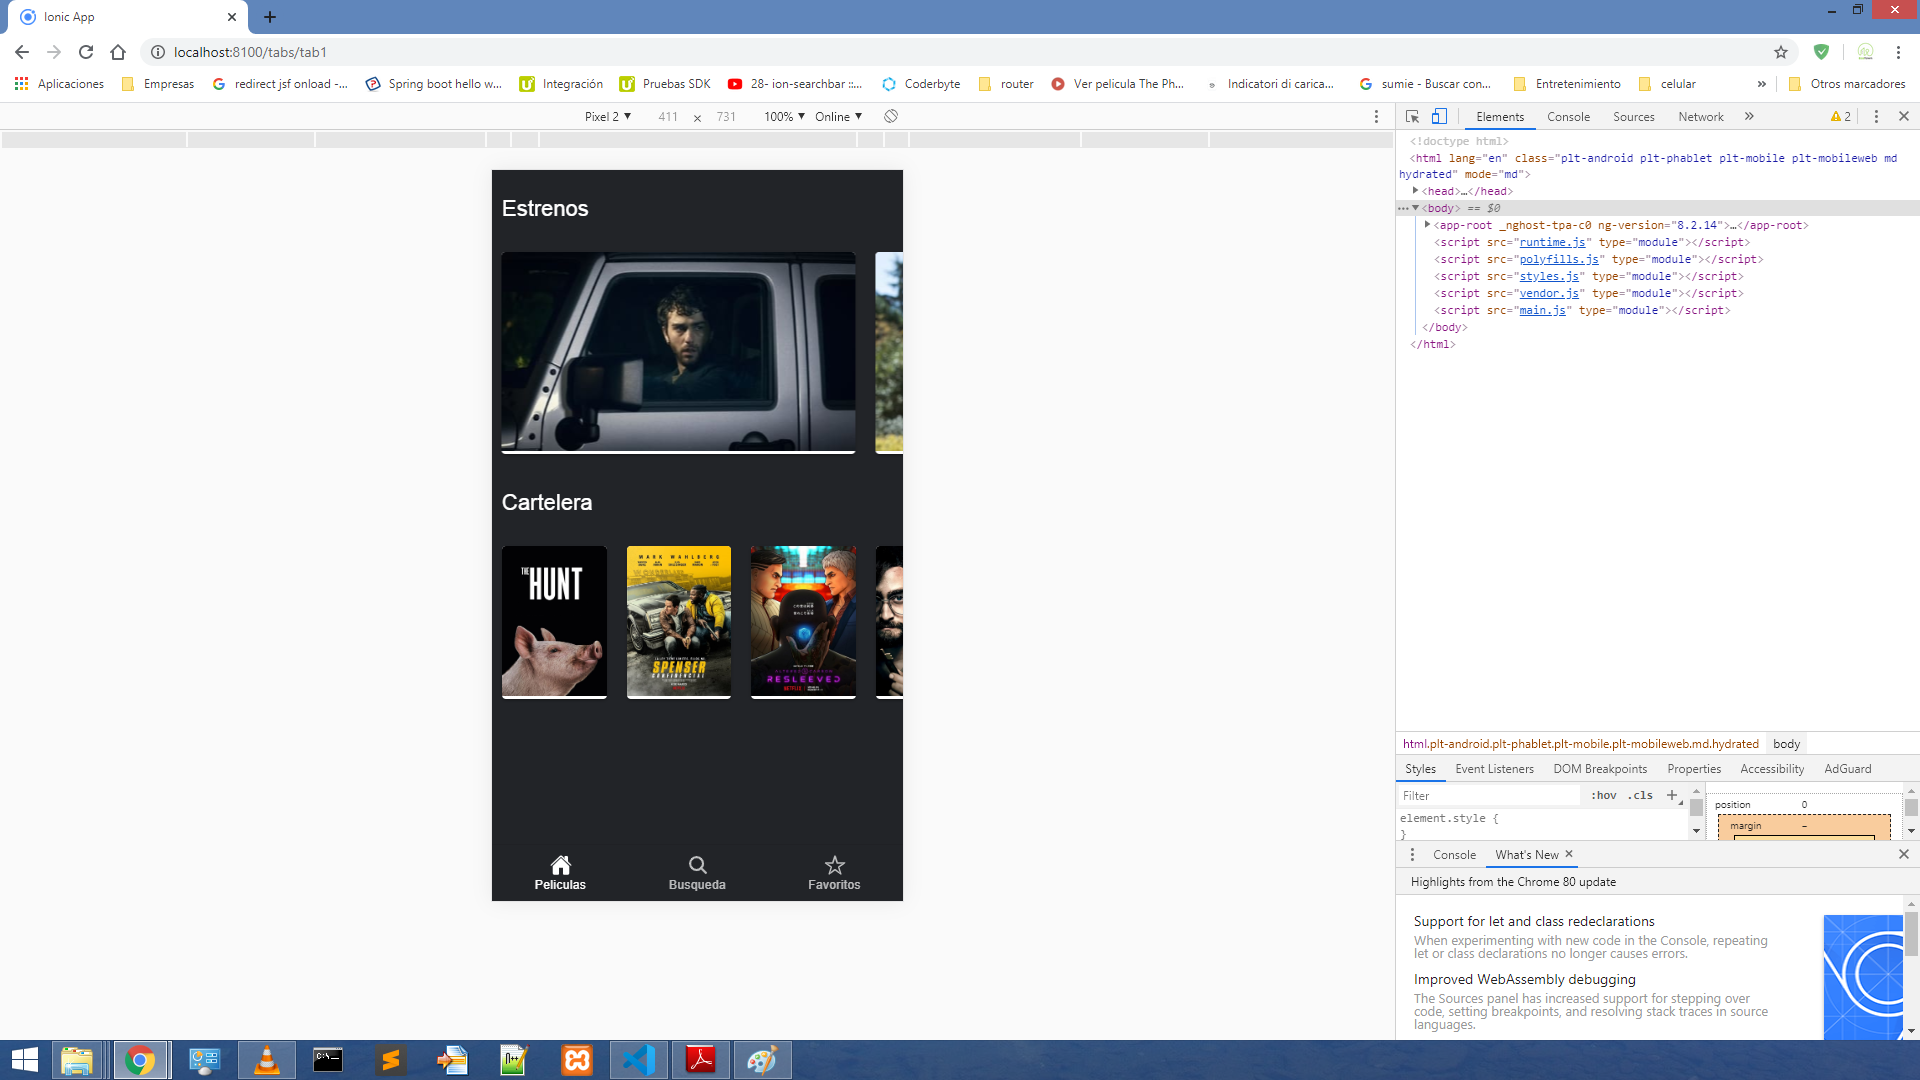 Ionic App
localhost:8100/tabs/tab1
Aplicaciones
Empresas
redirect jsf onload -...
Spring boot hello w...
Integración
Pruebas SDK
28- ion-searchbar ::...
Coderbyte
router
Ver pelicula The Ph...
Indicatori di carica...
sumie - Buscar con...
Entretenimiento
celular
»
Otros marcadores
Pixel 2 ▼ 411 × 731 100% ▼ Online ▼
Elements Console Sources Network » 2
<!doctype html>
<html lang="en" class="plt-android plt-phablet plt-mobile plt-mobileweb md
hydrated" mode="md">
<head>…</head>
<body> == $0
<app-root _nghost-tpa-c0 ng-version="8.2.14">…</app-root>
<script src="runtime.js" type="module"></script>
<script src="polyfills.js" type="module"></script>
<script src="styles.js" type="module"></script>
<script src="vendor.js" type="module"></script>
<script src="main.js" type="module"></script>
</body>
</html>
Estrenos
Cartelera
THE
HUNT
MARK WAHLBERG
SPENSER
CONFIDENCIAL
RESLEEVED
NETFLIX
Peliculas
Busqueda
Favoritos
html.plt-android.plt-phablet.plt-mobile.plt-mobileweb.md.hydrated body
Styles Event Listeners DOM Breakpoints Properties Accessibility AdGuard
Filter :hov .cls +
element.style {
}
position 0
margin –
Console What's New
Highlights from the Chrome 80 update
Support for let and class redeclarations
When experimenting with new code in the Console, repeating
let or class declarations no longer causes errors.
Improved WebAssembly debugging
The Sources panel has increased support for stepping over
code, setting breakpoints, and resolving stack traces in source
languages.